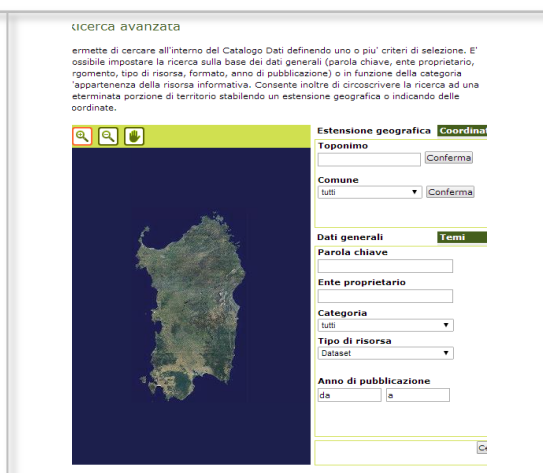 Ricerca avanzata
ermette di cercare all'interno del Catalogo Dati definendo uno o piu' criteri di selezione. E'
ossibile impostare la ricerca sulla base dei dati generali (parola chiave, ente proprietario,
rgomento, tipo di risorsa, formato, anno di pubblicazione) o in funzione della categoria
'appartenenza della risorsa informativa. Consente inoltre di circoscrivere la ricerca ad una
eterminata porzione di territorio stabilendo un estensione geografica o indicando delle
oordinate.
Estensione geografica Coordinat
Toponimo
Conferma
Comune
tutti Conferma
Dati generali Temi
Parola chiave
Ente proprietario
Categoria
tutti
Tipo di risorsa
Dataset
Anno di pubblicazione
da a
Ce